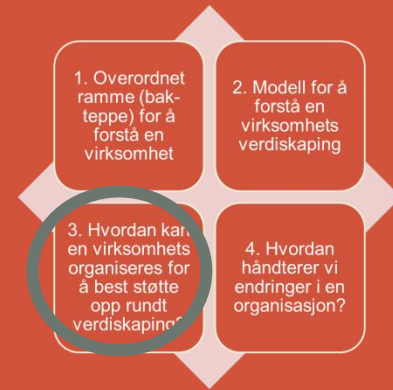 1. Overordnet
ramme (bak-
teppe) for å
forstå en
virksomhet
2. Modell for å
forstå en
virksomhets
verdiskaping
3. Hvordan kan
en virksomhets
organiseres for
å best støtte
opp rundt
verdiskaping?
4. Hvordan
håndterer vi
endringer i en
organisasjon?